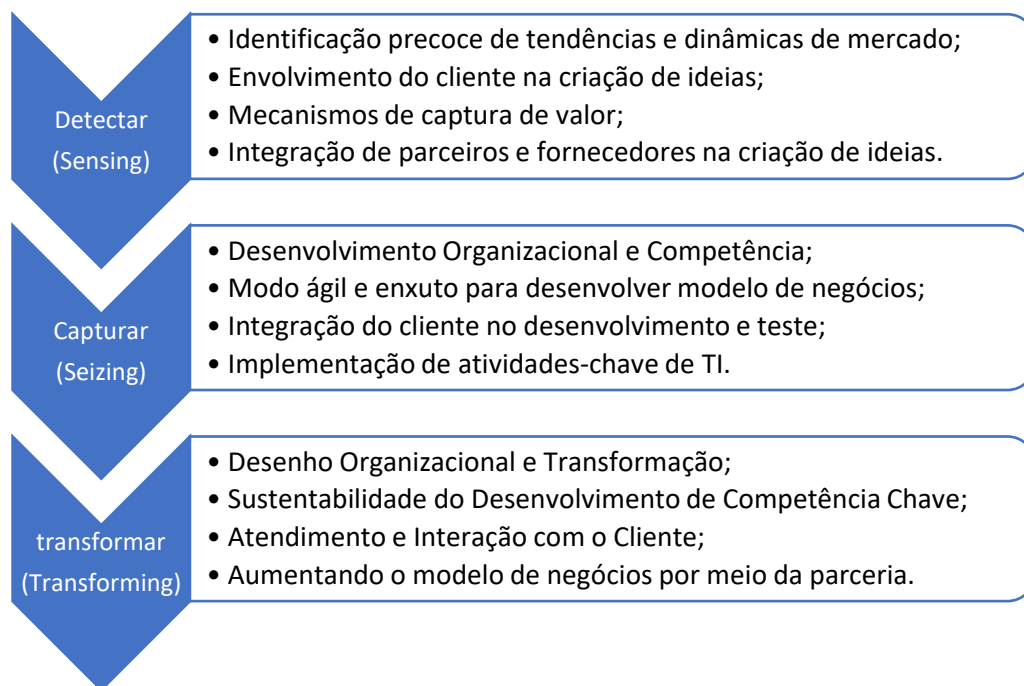 Detectar
(Sensing)
• Identificação precoce de tendências e dinâmicas de mercado;
• Envolvimento do cliente na criação de ideias;
• Mecanismos de captura de valor;
• Integração de parceiros e fornecedores na criação de ideias.
Capturar
(Seizing)
• Desenvolvimento Organizacional e Competência;
• Modo ágil e enxuto para desenvolver modelo de negócios;
• Integração do cliente no desenvolvimento e teste;
• Implementação de atividades-chave de TI.
transformar
(Transforming)
• Desenho Organizacional e Transformação;
• Sustentabilidade do Desenvolvimento de Competência Chave;
• Atendimento e Interação com o Cliente;
• Aumentando o modelo de negócios por meio da parceria.